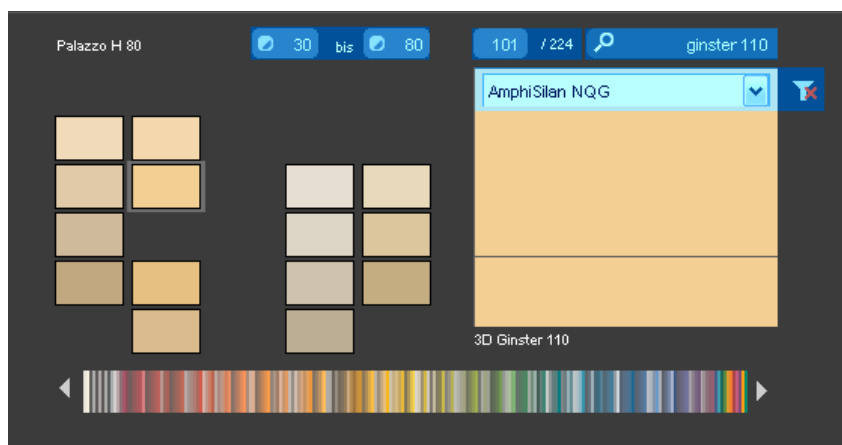 Palazzo H 80
30 bis 80
101 / 224 ginster 110
AmphiSilan NQG
3D Ginster 110